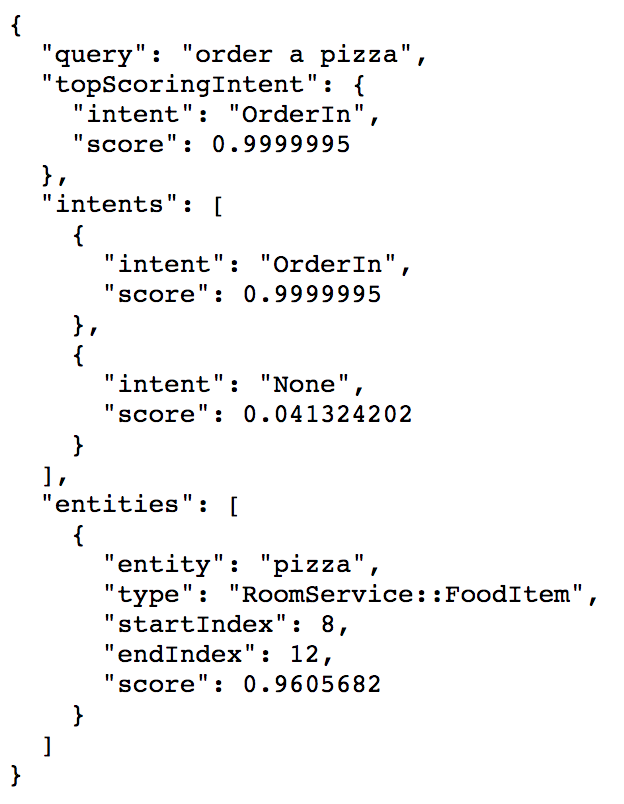 {
  "query": "order a pizza",
  "topScoringIntent": {
    "intent": "OrderIn",
    "score": 0.9999995
  },
  "intents": [
    {
      "intent": "OrderIn",
      "score": 0.9999995
    },
    {
      "intent": "None",
      "score": 0.041324202
    }
  ],
  "entities": [
    {
      "entity": "pizza",
      "type": "RoomService::FoodItem",
      "startIndex": 8,
      "endIndex": 12,
      "score": 0.9605682
    }
  ]
}